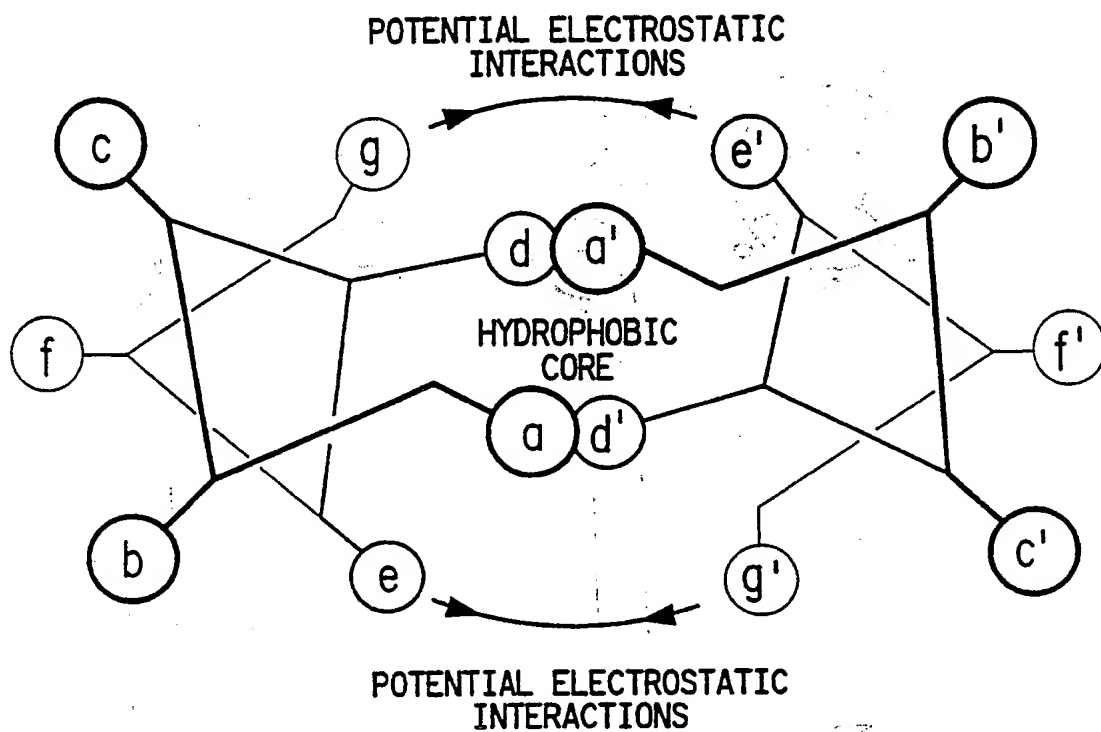 POTENTIAL ELECTROSTATIC
INTERACTIONS
c
g
e'
b'
d
a'
HYDROPHOBIC
CORE
f
f'
a
d'
b
e
g'
c'
POTENTIAL ELECTROSTATIC
INTERACTIONS